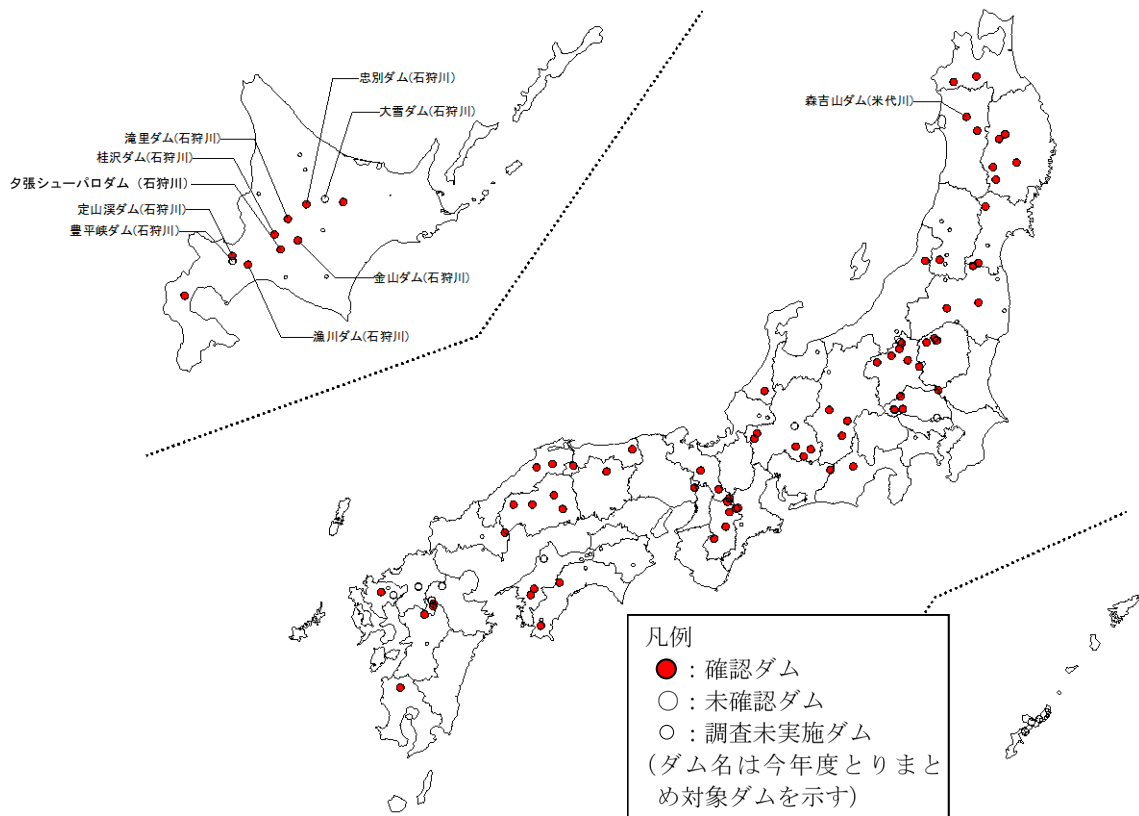 忠別ダム(石狩川)
大雪ダム(石狩川)
滝里ダム(石狩川)
桂沢ダム(石狩川)
夕張シューパロダム（石狩川）
定山渓ダム(石狩川)
豊平峡ダム(石狩川)
金山ダム(石狩川)
漁川ダム(石狩川)
森吉山ダム(米代川)
凡例
：確認ダム
：未確認ダム
：調査未実施ダム
(ダム名は今年度とりまと
め対象ダムを示す)